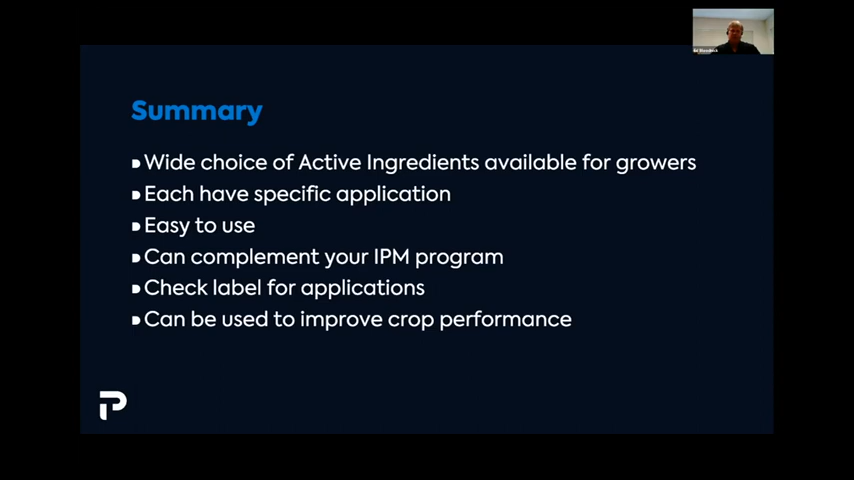 Summary
Wide choice of Active Ingredients available for growers
Each have specific application
Easy to use
Can complement your IPM program
Check label for applications
Can be used to improve crop performance